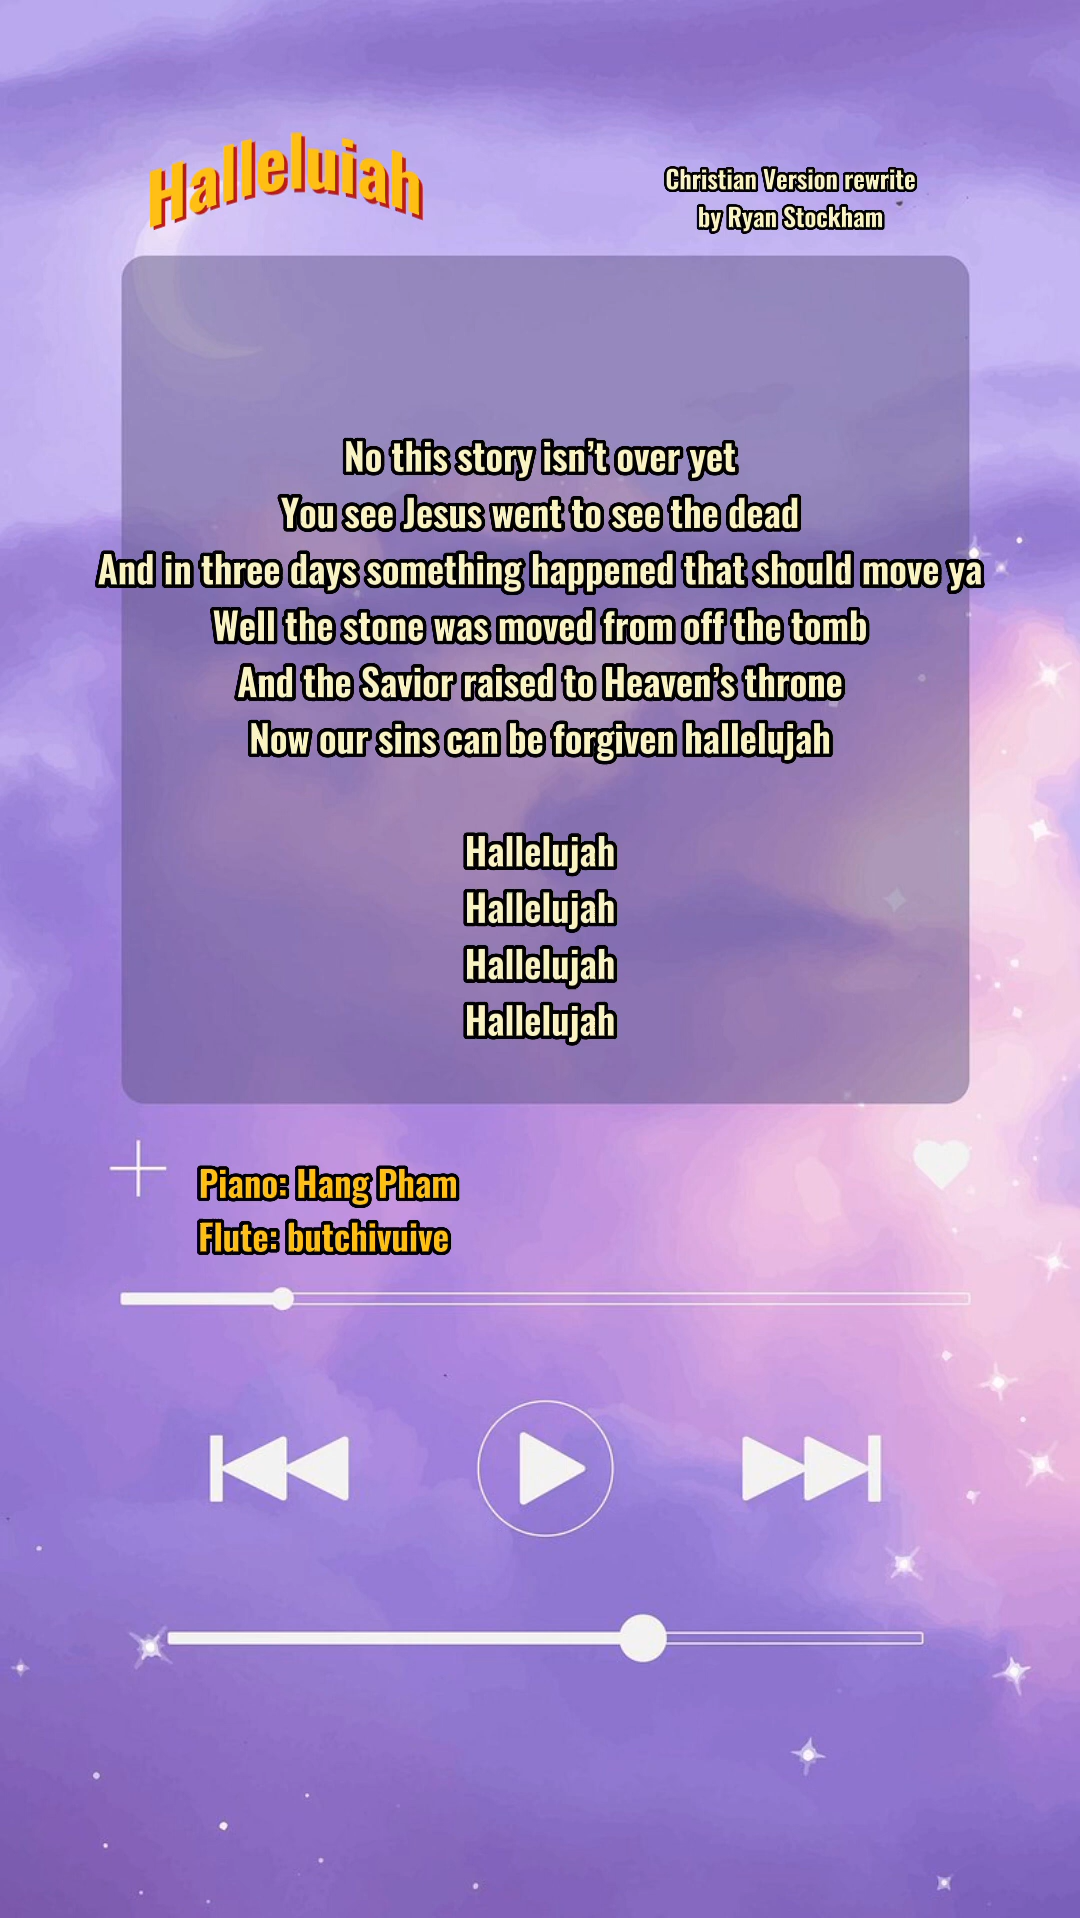 Halleluiah
Christian Version rewrite
by Ryan Stockham
No this story isn’t over yet
You see Jesus went to see the dead
And in three days something happened that should move ya
Well the stone was moved from off the tomb
And the Savior raised to Heaven’s throne
Now our sins can be forgiven hallelujah
Hallelujah
Hallelujah
Hallelujah
Hallelujah
Piano: Hang Pham
Flute: butchivuive